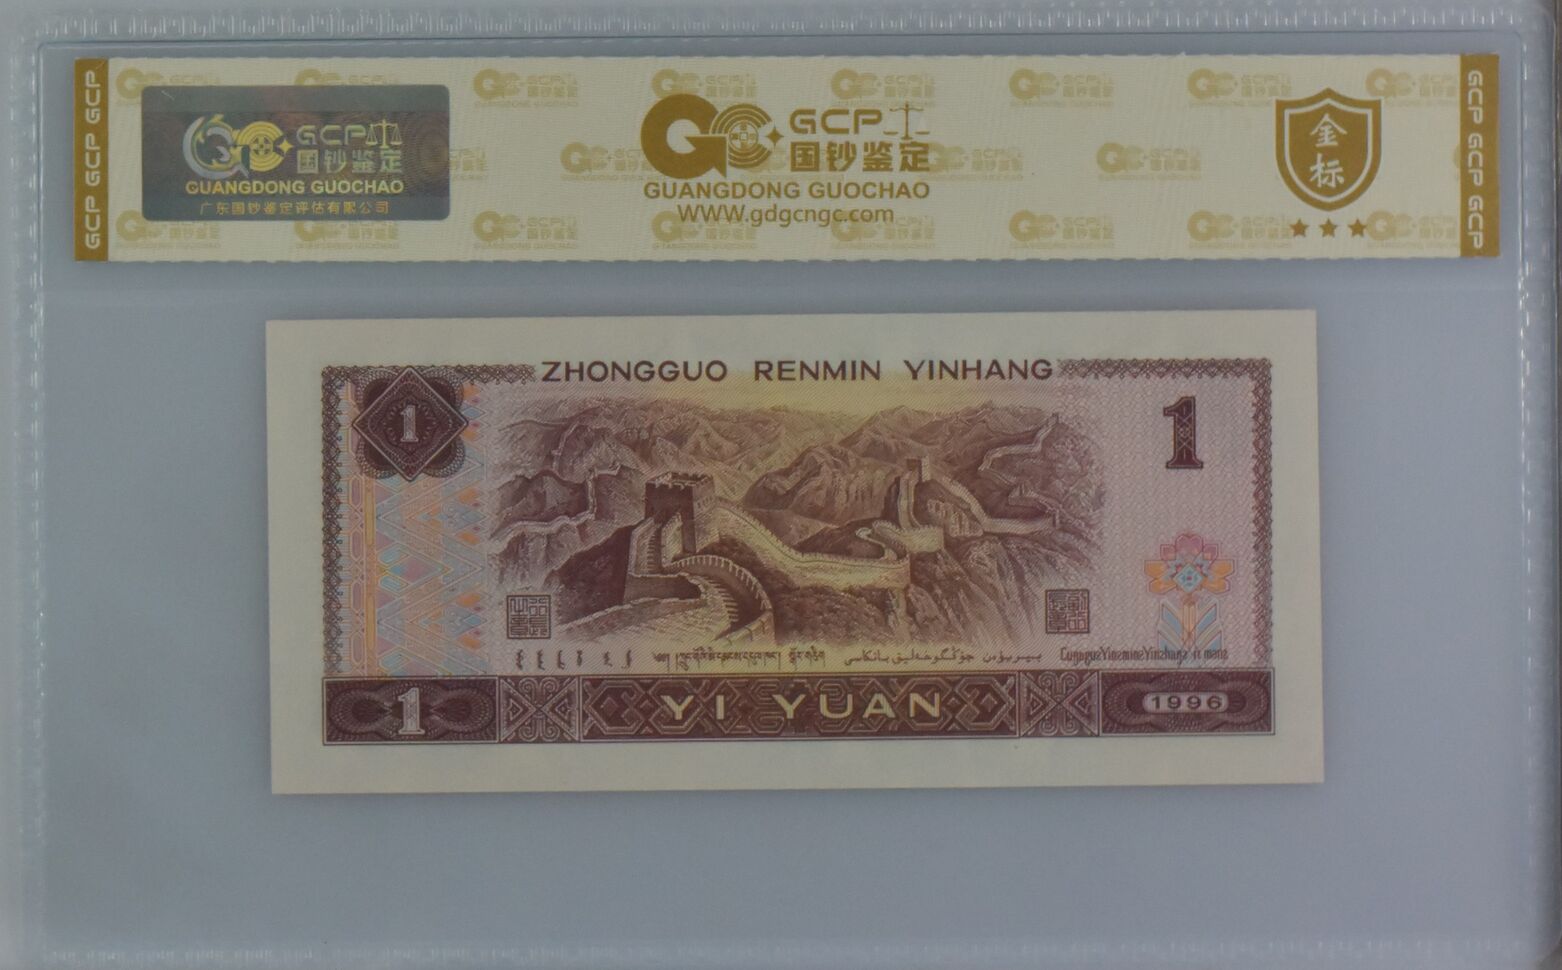 GCP GCP GCP
GCP
国钞鉴定
GUANGDONG GUOCHAO
广东国钞鉴定评估有限公司
GCP
国钞鉴定
GUANGDONG GUOCHAO
WWW.gdgcngc.com
金标
GCP GCP GCP
ZHONGGUO RENMIN YINHANG
1
1
1
YI YUAN
1996